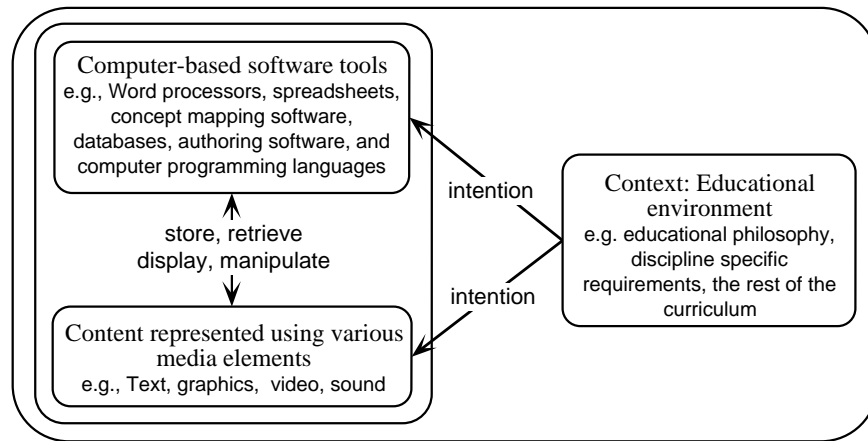 Computer-based software tools
e.g., Word processors, spreadsheets,
concept mapping software,
databases, authoring software, and
computer programming languages
store, retrieve
display, manipulate
Content represented using various
media elements
e.g., Text, graphics,  video, sound
intention
intention
Context: Educational
environment
e.g. educational philosophy,
discipline specific
requirements, the rest of the
curriculum